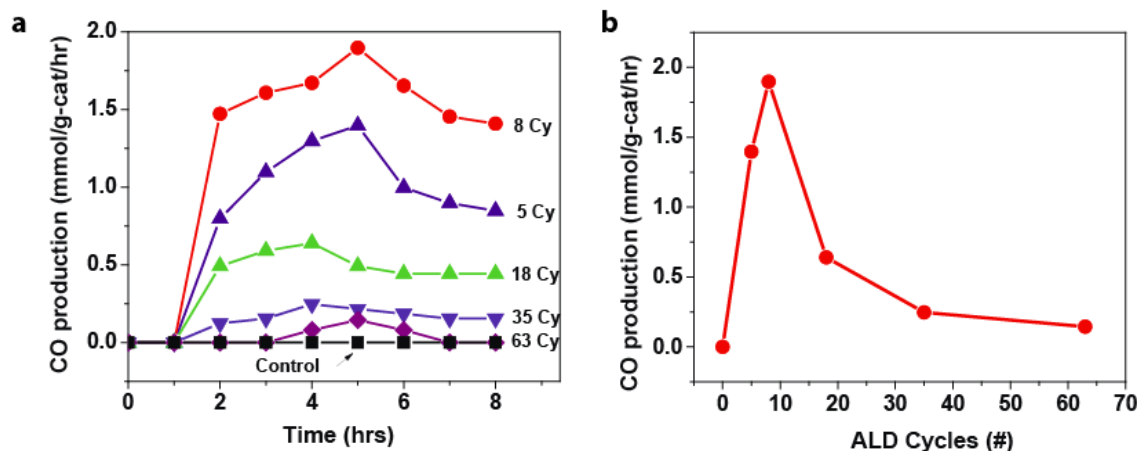 a
CO production (mmol/g-cat/hr)
2.0
1.5
1.0
0.5
0.0
8 Cy
5 Cy
18 Cy
35 Cy
63 Cy
Control
0 2 4 6 8
Time (hrs)
b
CO production (mmol/g-cat/hr)
2.0
1.5
1.0
0.5
0.0
0 10 20 30 40 50 60 70
ALD Cycles (#)